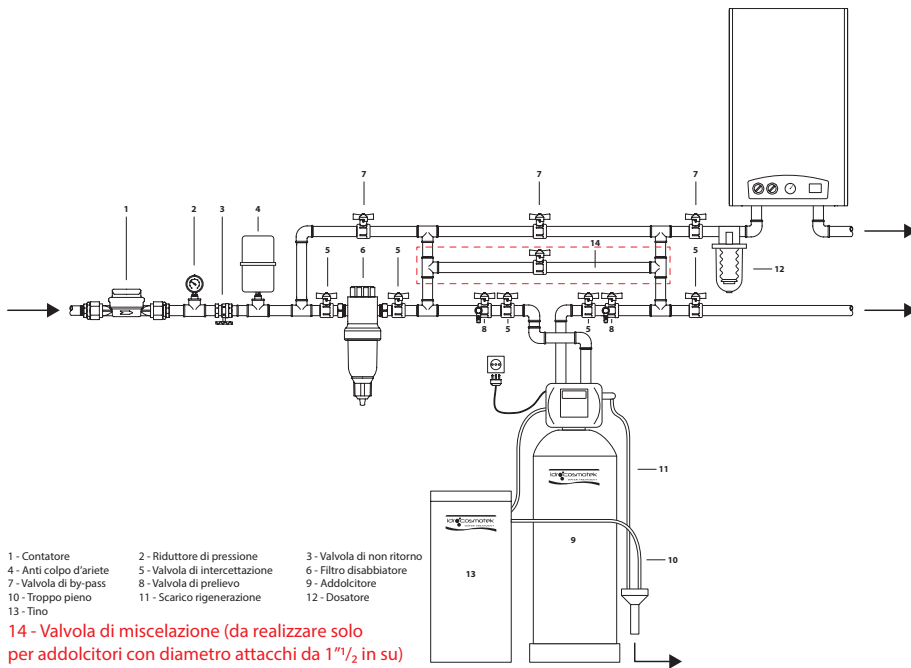 7 7 7
1 2 3 4
14
5 6 5 5
12
8 5 5 8
idrocosmotek
11
idrocosmotek
9
10
13
1 - Contatore 2 - Riduttore di pressione 3 - Valvola di non ritorno
4 - Anti colpo d'ariete 5 - Valvola di intercettazione 6 - Filtro disabbiatore
7 - Valvola di by-pass 8 - Valvola di prelievo 9 - Addolcitore
10 - Troppo pieno 11 - Scarico rigenerazione 12 - Dosatore
13 - Tino
14 - Valvola di miscelazione (da realizzare solo
per addolcitori con diametro attacchi da 1"1/2 in su)